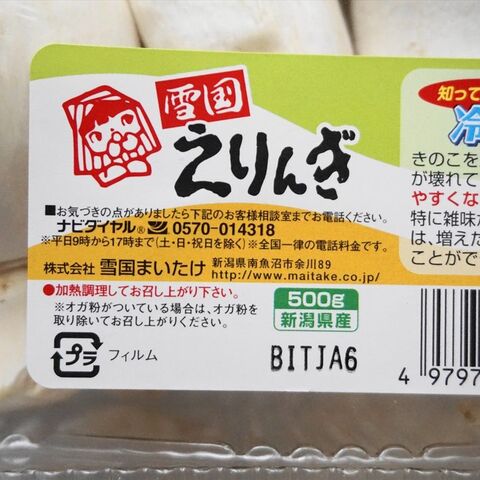 雪国
えりんぎ
■お気づきの点がありましたら下記のお客様相談室までお電話ください。
ナビダイヤル® 0570-014318
※平日9時から17時まで(土・日・祝日を除く)※全国一律の電話料金です。
株式会社 雪国まいたけ 新潟県南魚沼市余川89
http://www.maitake.co.jp/
●加熱調理してお召し上がり下さい。
※オガ粉がついている場合は、オガ粉を
取り除いてお召し上がりください。
500g
新潟県産
プラ フィルム
BITJA6
知って
冷
きのこを
が壊れて
やすくな
特に雑味が
は、増えた
ことがで
4 9797